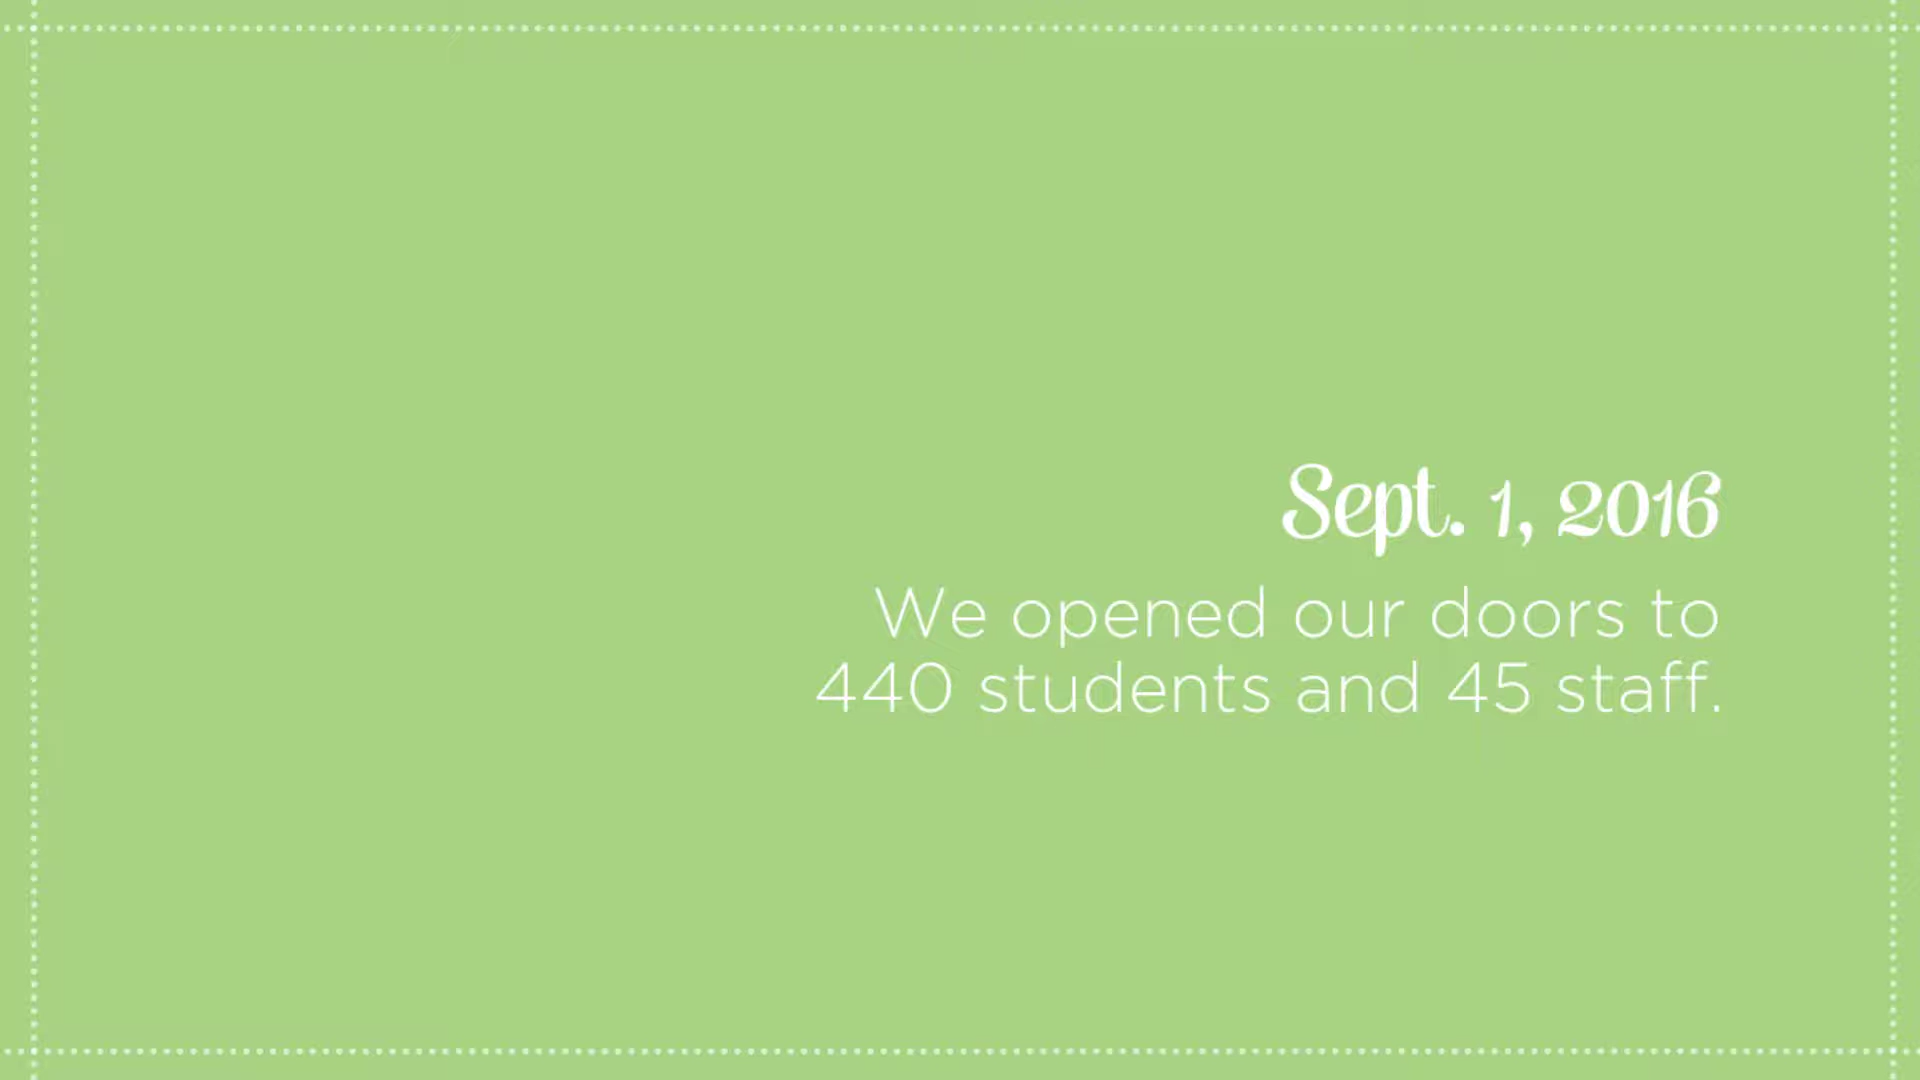 Sept. 1, 2016
We opened our doors to
440 students and 45 staff.